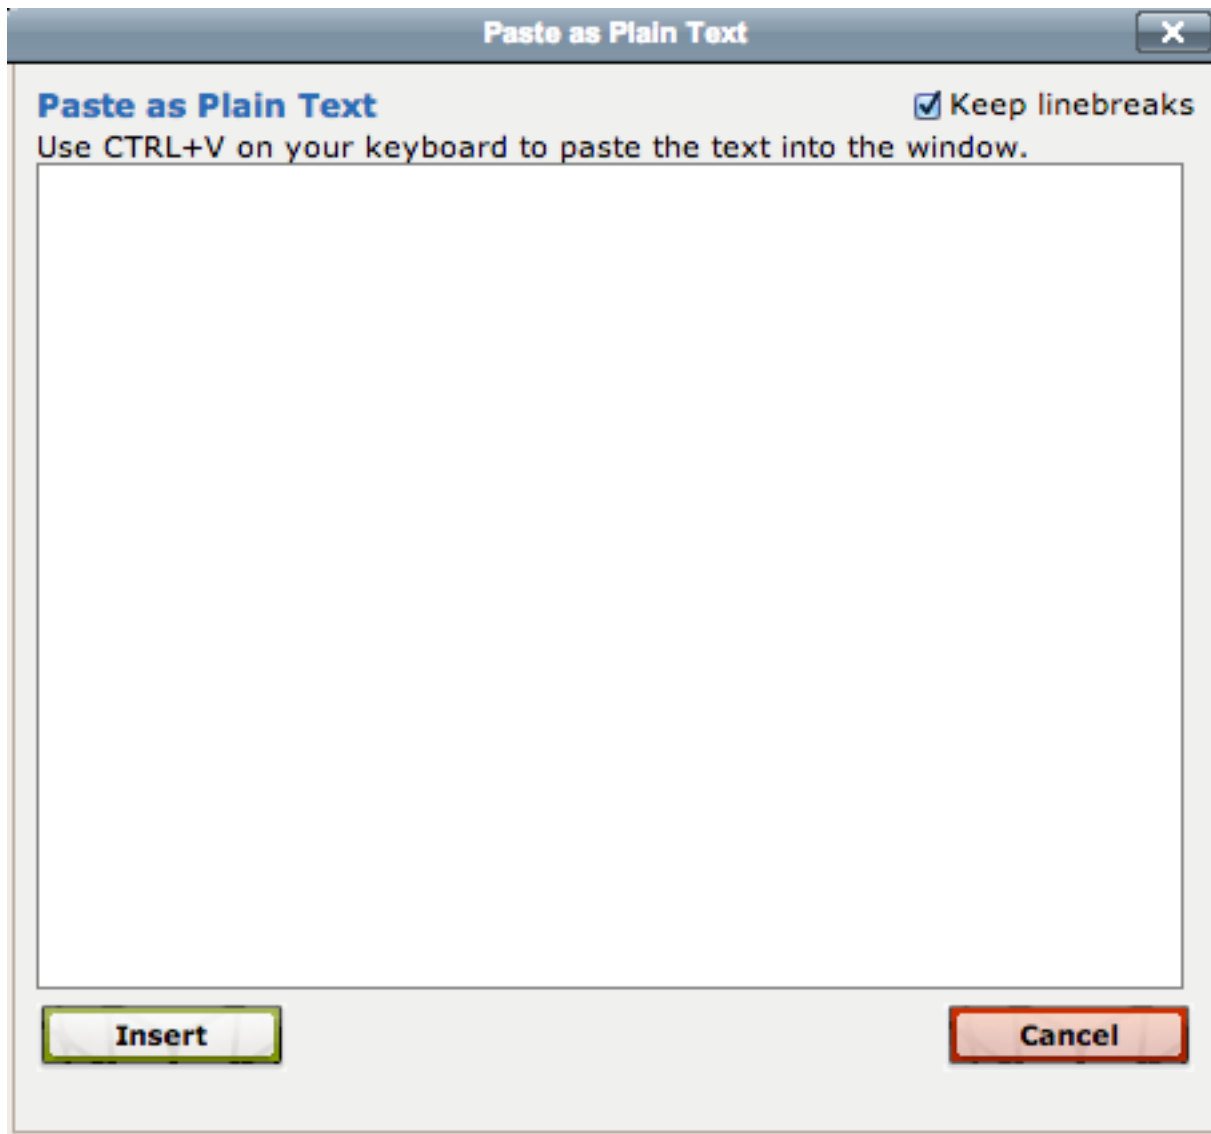 Paste as Plain Text
Paste as Plain Text
Keep linebreaks
Use CTRL+V on your keyboard to paste the text into the window.
Insert
Cancel